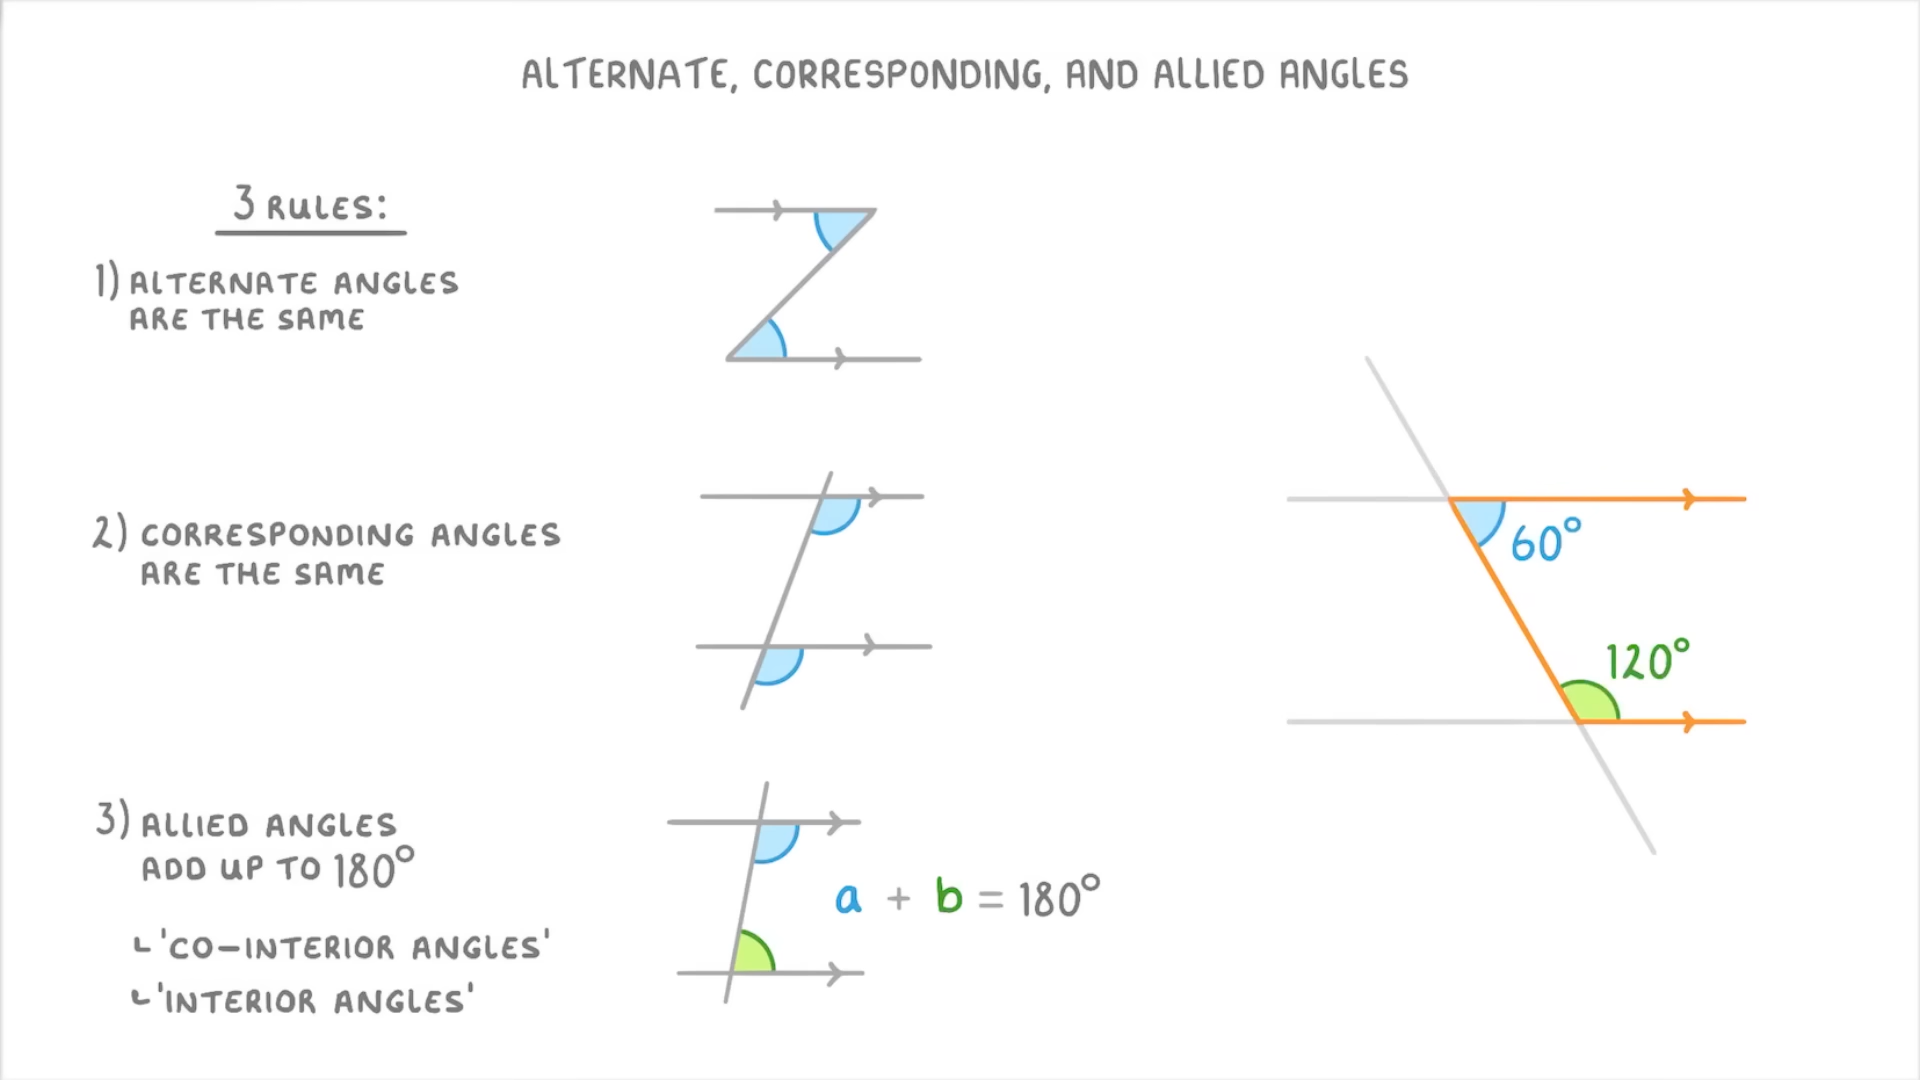 ALTERNATE, CORRESPONDING, AND ALLIED ANGLES
3 RULES:
1) ALTERNATE ANGLES
ARE THE SAME
2) CORRESPONDING ANGLES
ARE THE SAME
3) ALLIED ANGLES
ADD UP TO 180°
'CO-INTERIOR ANGLES'
'INTERIOR ANGLES'
a + b = 180°
60°
120°